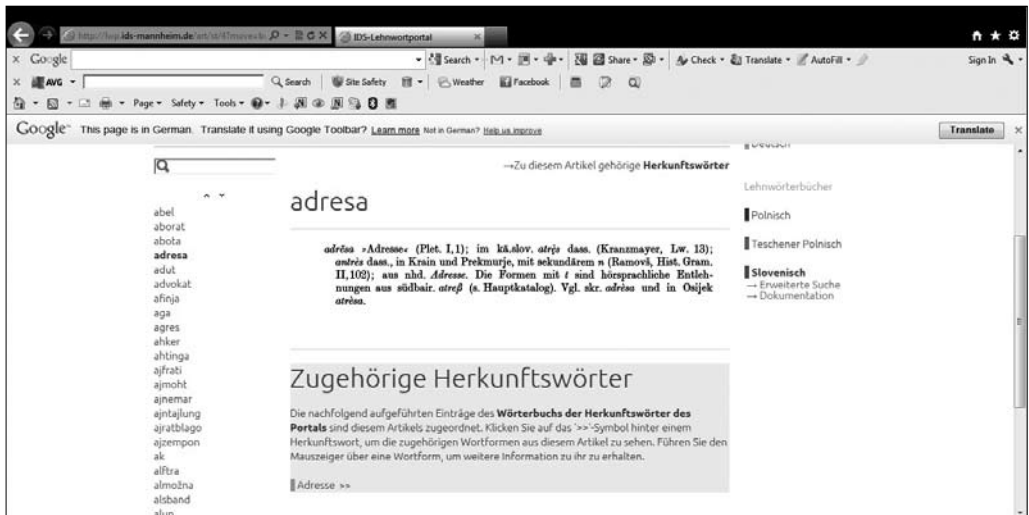 IDS-Lehnwortportal
x Google Search Share Check Translate AutoFill Sign In
x AVG Search Site Safety Weather Facebook
Page Safety Tools
Google This page is in German. Translate it using Google Toolbar? Learn more Not in German? Help us improve Translate x
→Zu diesem Artikel gehörige Herkunftswörter
Deutsch
Lehnwörterbücher
Polnisch
Teschener Polnisch
Slovenisch
→ Erweiterte Suche
→ Dokumentation
abel
aborat
abota
adresa
adut
advokat
afinja
aga
agres
ahker
ahtinga
ajfrati
ajmoht
ajnemar
ajntajlung
ajratblago
ajzempon
ak
alftra
almožna
alsband
alun
adresa
adrẹ̄sa »Adresse« (Plet. I,1); im kä.slov. atrẹ̀s dass. (Kranzmayer, Lw. 13);
antrẹ̀s dass., in Krain und Prekmurje, mit sekundärem n (Ramovš, Hist. Gram.
II,102); aus nhd. Adresse. Die Formen mit t sind hörsprachliche Entleh-
nungen aus südbair. atreß (s. Hauptkatalog). Vgl. skr. adrèsa und in Osijek
atrèsa.
Zugehörige Herkunftswörter
Die nachfolgend aufgeführten Einträge des Wörterbuchs der Herkunftswörter des
Portals sind diesem Artikels zugeordnet. Klicken Sie auf das '>>'-Symbol hinter einem
Herkunftswort, um die zugehörigen Wortformen aus diesem Artikel zu sehen. Führen Sie den
Mauszeiger über eine Wortform, um weitere Information zu ihr zu erhalten.
Adresse >>